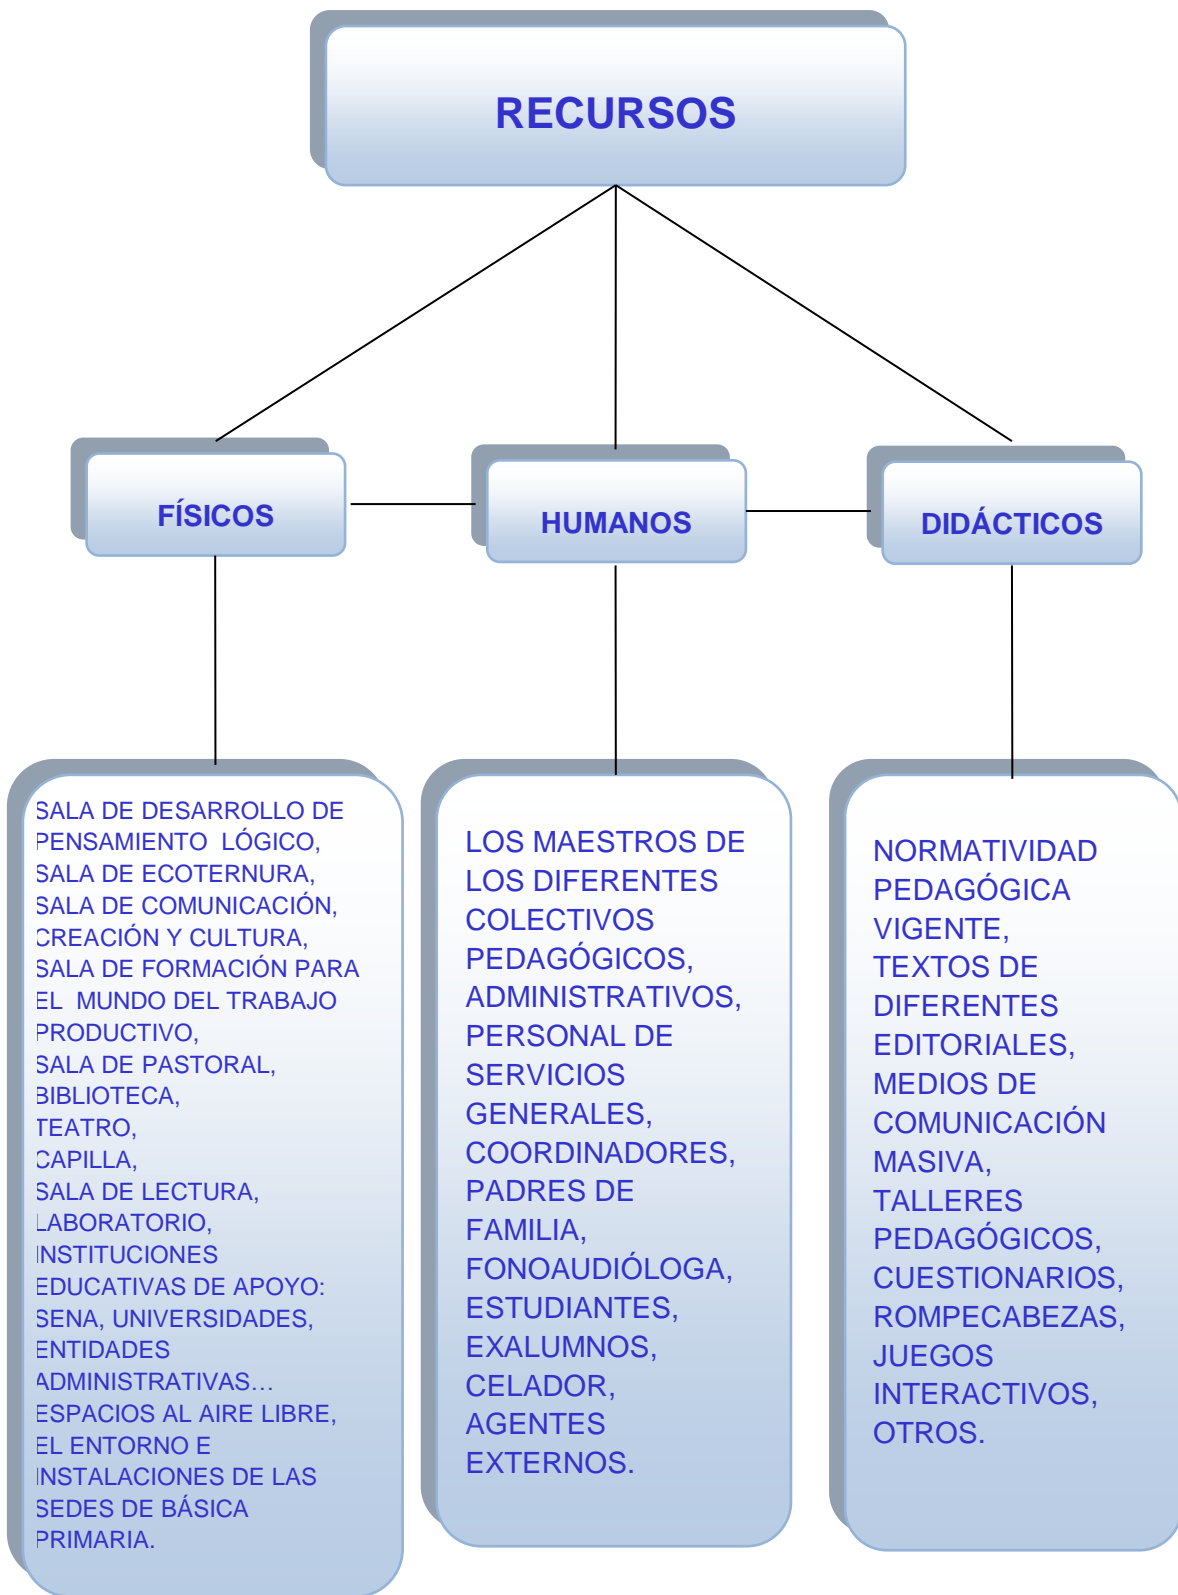 RECURSOS
FÍSICOS
HUMANOS
DIDÁCTICOS
SALA DE DESARROLLO DE
PENSAMIENTO LÓGICO,
SALA DE ECOTERNURA,
SALA DE COMUNICACIÓN,
CREACIÓN Y CULTURA,
SALA DE FORMACIÓN PARA
EL MUNDO DEL TRABAJO
PRODUCTIVO,
SALA DE PASTORAL,
BIBLIOTECA,
TEATRO,
CAPILLA,
SALA DE LECTURA,
LABORATORIO,
INSTITUCIONES
EDUCATIVAS DE APOYO:
SENA, UNIVERSIDADES,
ENTIDADES
ADMINISTRATIVAS…
ESPACIOS AL AIRE LIBRE,
EL ENTORNO E
INSTALACIONES DE LAS
SEDES DE BÁSICA
PRIMARIA.
LOS MAESTROS DE
LOS DIFERENTES
COLECTIVOS
PEDAGÓGICOS,
ADMINISTRATIVOS,
PERSONAL DE
SERVICIOS
GENERALES,
COORDINADORES,
PADRES DE
FAMILIA,
FONOAUDIÓLOGA,
ESTUDIANTES,
EXALUMNOS,
CELADOR,
AGENTES
EXTERNOS.
NORMATIVIDAD
PEDAGÓGICA
VIGENTE,
TEXTOS DE
DIFERENTES
EDITORIALES,
MEDIOS DE
COMUNICACIÓN
MASIVA,
TALLERES
PEDAGÓGICOS,
CUESTIONARIOS,
ROMPECABEZAS,
JUEGOS
INTERACTIVOS,
OTROS.